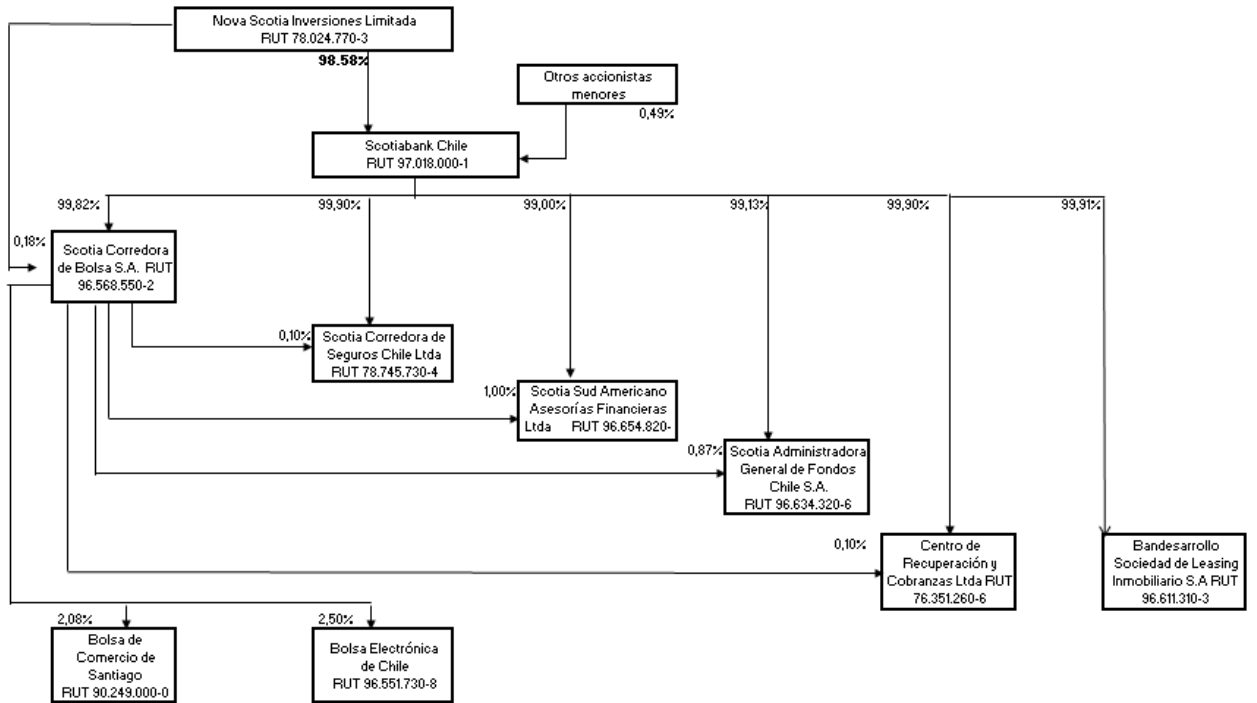 Nova Scotia Inversiones Limitada
RUT 78.024.770-3
98.58%
Otros accionistas
menores
0,49%
Scotiabank Chile
RUT 97.018.000-1
99,82%
99,90%
99,00%
99,13%
99,90%
99,91%
0,18%
Scotia Corredora
de Bolsa S.A. RUT
96.568.550-2
0,10%
Scotia Corredora de
Seguros Chile Ltda
RUT 78.745.730-4
1,00%
Scotia Sud Americano
Asesorías Financieras
Ltda RUT 96.654.820-
0,87%
Scotia Administradora
General de Fondos
Chile S.A.
RUT 96.634.320-6
0,10%
Centro de
Recuperación y
Cobranzas Ltda RUT
76.351.260-6
Bandesarrollo
Sociedad de Leasing
Inmobiliario S.A RUT
96.611.310-3
2,08%
Bolsa de
Comercio de
Santiago
RUT 90.249.000-0
2,50%
Bolsa Electrónica
de Chile
RUT 96.551.730-8